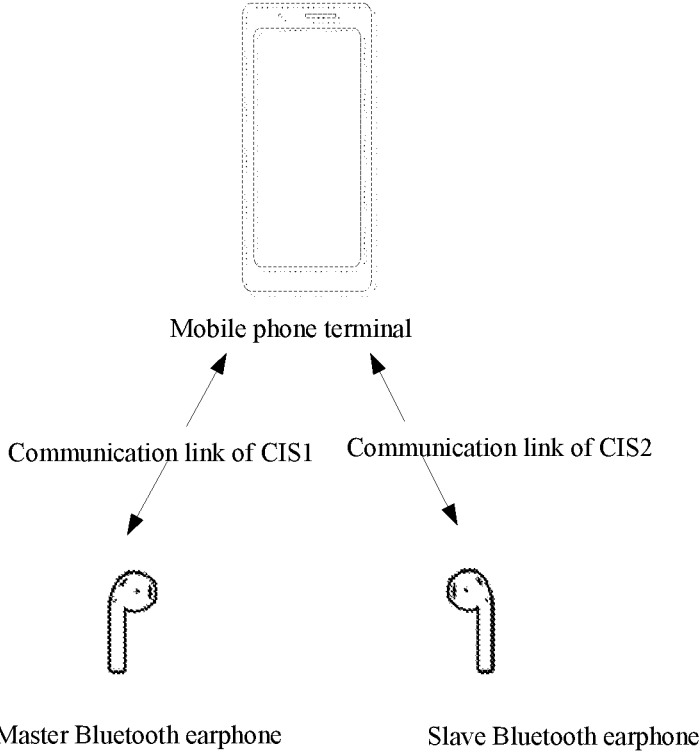 Mobile phone terminal
Communication link of CIS1
Communication link of CIS2
Master Bluetooth earphone
Slave Bluetooth earphone